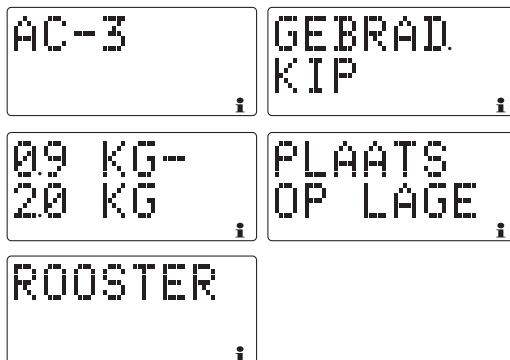 AC-3
GEBRAD.
KIP
0.9 KG-
2.0 KG
PLAATS
OP LAGE
ROOSTER